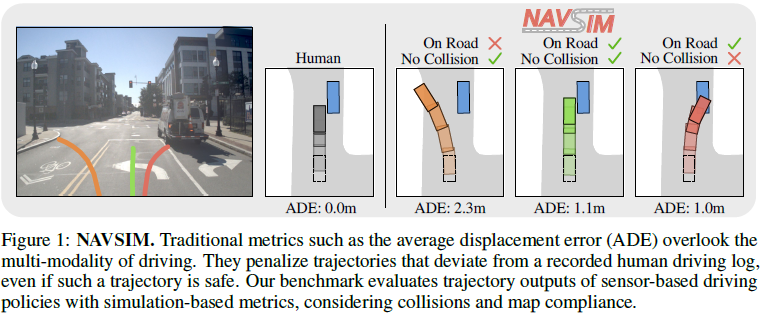 NAVSIM
Human
On Road ✗
No Collision ✓
On Road ✓
No Collision ✓
On Road ✓
No Collision ✗
ADE: 0.0m
ADE: 2.3m
ADE: 1.1m
ADE: 1.0m
Figure 1: NAVSIM. Traditional metrics such as the average displacement error (ADE) overlook the
multi-modality of driving. They penalize trajectories that deviate from a recorded human driving log,
even if such a trajectory is safe. Our benchmark evaluates trajectory outputs of sensor-based driving
policies with simulation-based metrics, considering collisions and map compliance.